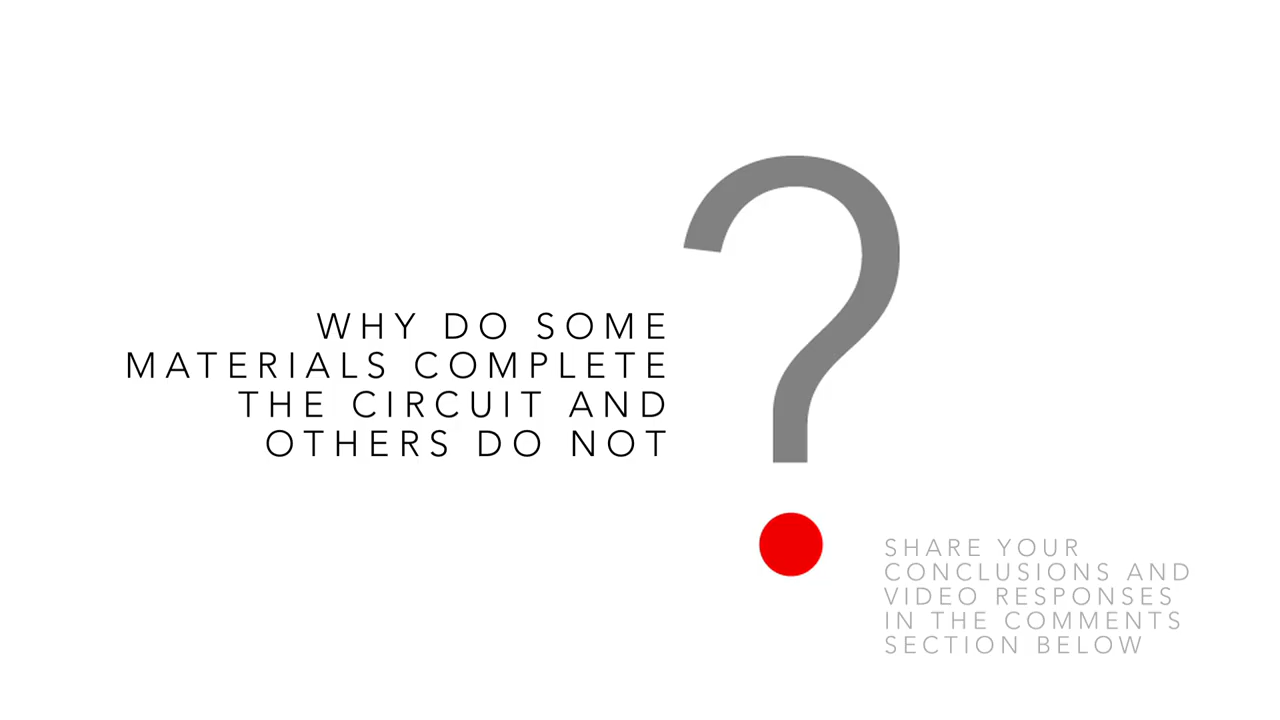 WHY DO SOME
MATERIALS COMPLETE
THE CIRCUIT AND
OTHERS DO NOT
?
SHARE YOUR
CONCLUSIONS AND
VIDEO RESPONSES
IN THE COMMENTS
SECTION BELOW